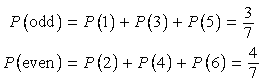 P(odd) = P(1) + P(3) + P(5) = 3/7
P(even) = P(2) + P(4) + P(6) = 4/7